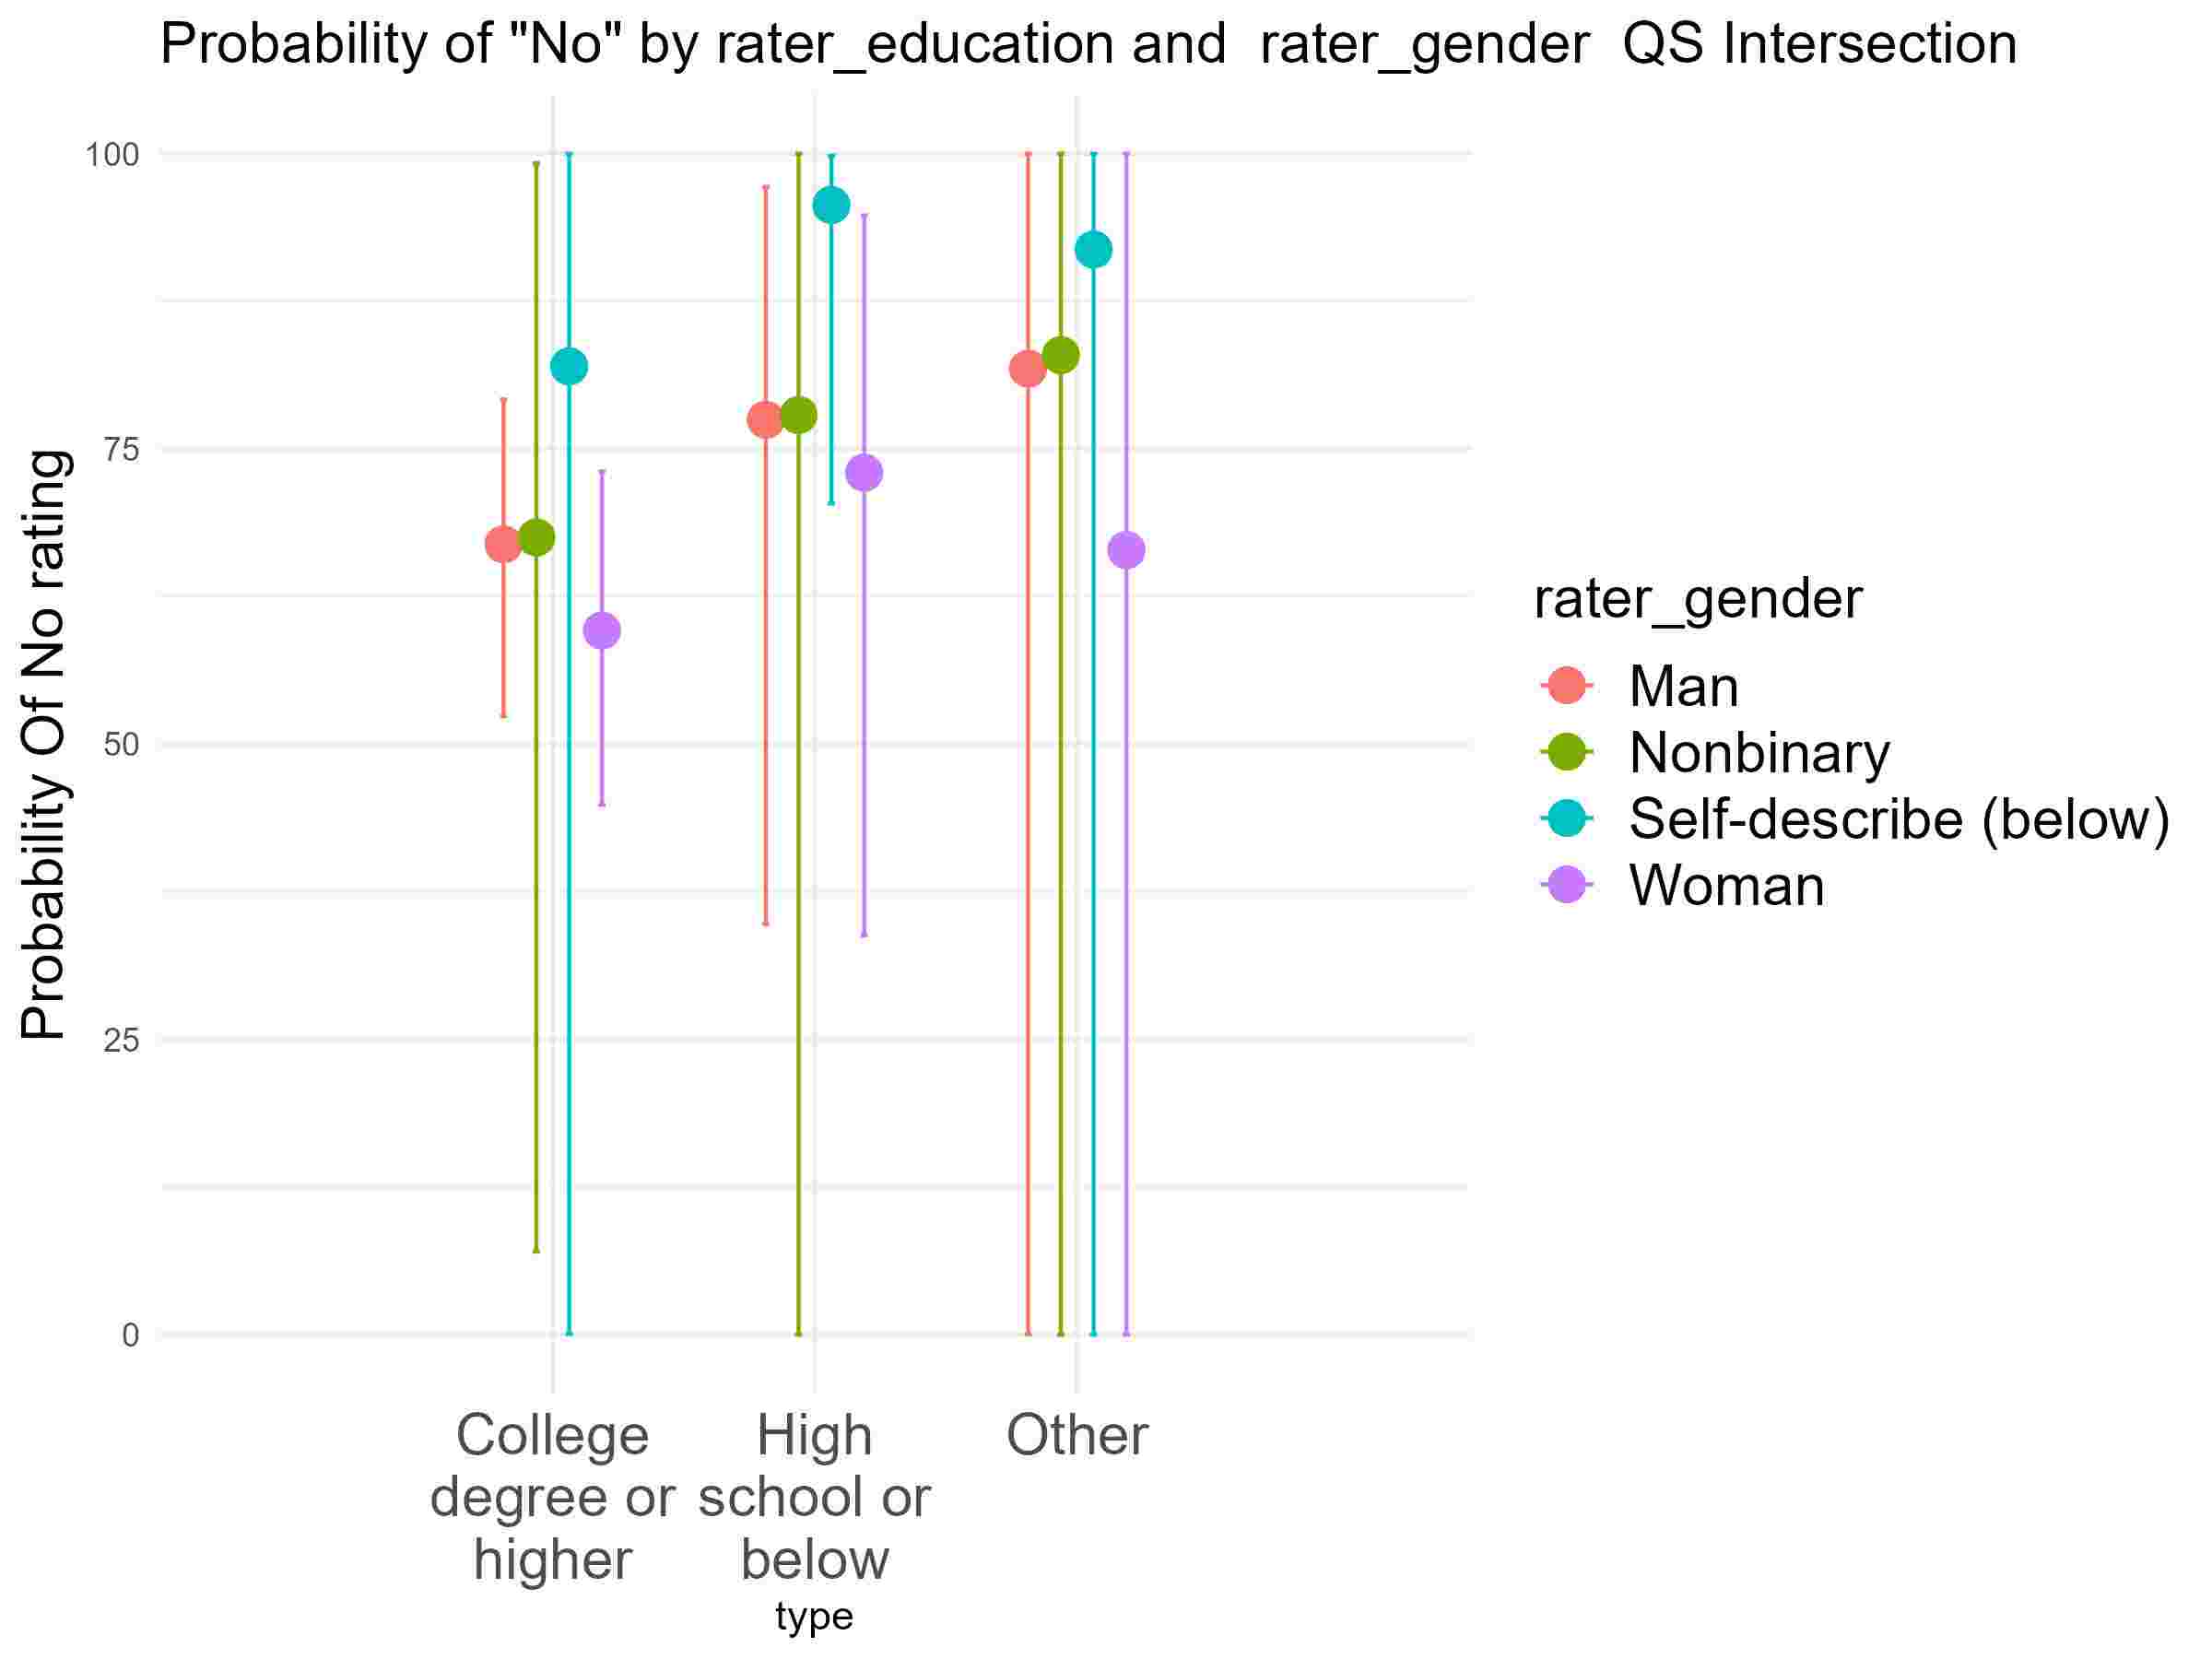 Probability of "No" by rater_education and  rater_gender  QS Intersection
Probability Of No rating
100
75
50
25
0
College
degree or
higher
High
school or
below
Other
type
rater_gender
Man
Nonbinary
Self-describe (below)
Woman